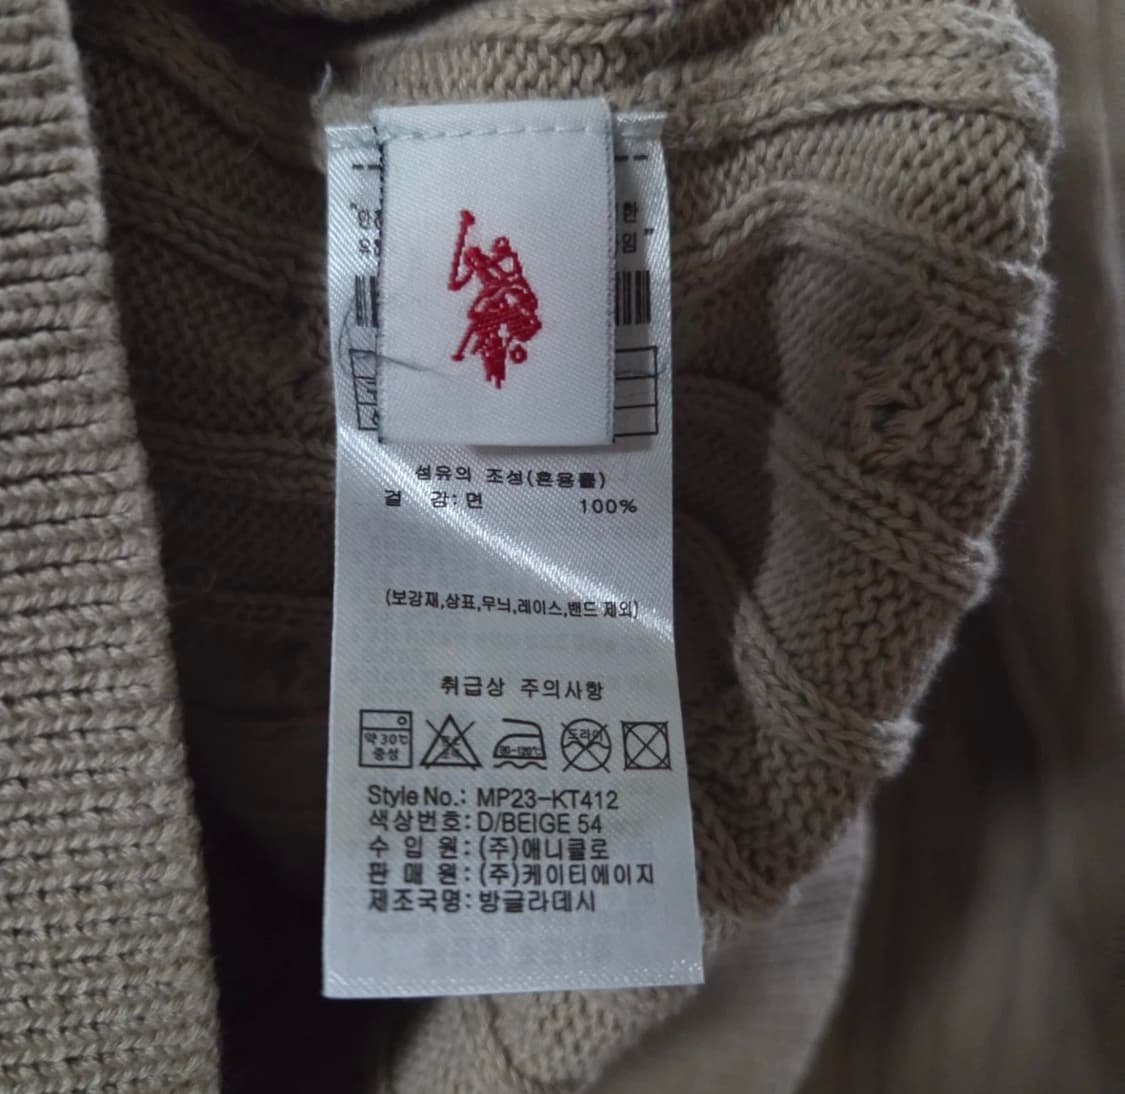 섬유의 조성(혼용률)
겉 감: 면 100%
(보강재,상표,무늬,레이스,밴드 제외)
취급상 주의사항
약 30℃
중성
80-120℃
드라이
Style No.: MP23-KT412
색상번호: D/BEIGE 54
수 입 원: (주)애니클로
판 매 원: (주)케이티에이지
제조국명: 방글라데시